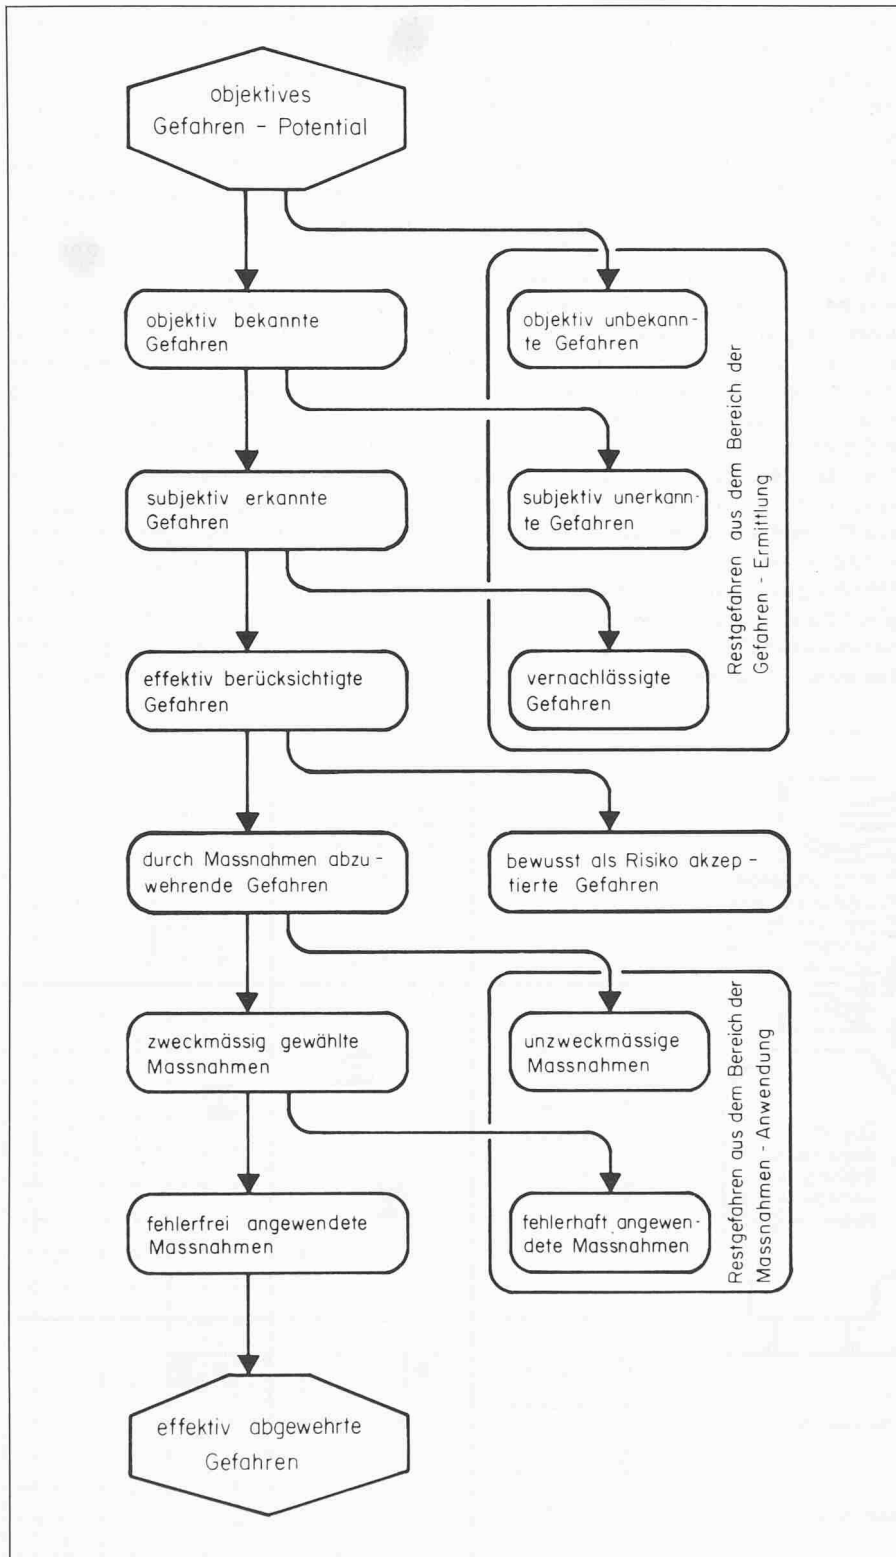 objektives
Gefahren - Potential
objektiv bekannte
Gefahren
objektiv unbekann-
te Gefahren
subjektiv erkannte
Gefahren
subjektiv unerkann-
te Gefahren
effektiv berücksichtigte
Gefahren
vernachlässigte
Gefahren
Restgefahren aus dem Bereich der
Gefahren - Ermittlung
durch Massnahmen abzu-
wehrende Gefahren
bewusst als Risiko akzep-
tierte Gefahren
zweckmässig gewählte
Massnahmen
unzweckmässige
Massnahmen
fehlerfrei angewendete
Massnahmen
fehlerhaft angewen-
dete Massnahmen
Restgefahren aus dem Bereich der
Massnahmen - Anwendung
effektiv abgewehrte
Gefahren